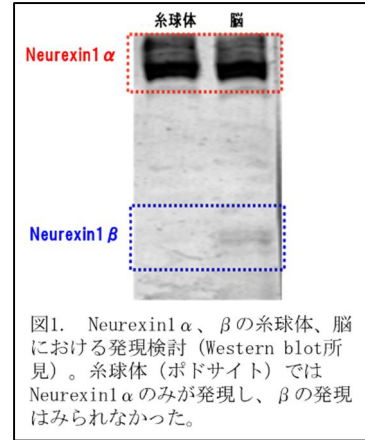 糸球体 脳
Neurexin1α
Neurexin1β
図1. Neurexin1α、βの糸球体、脳
における発現検討（Western blot所
見）。糸球体（ポドサイト）では
Neurexin1αのみが発現し、βの発現
はみられなかった。